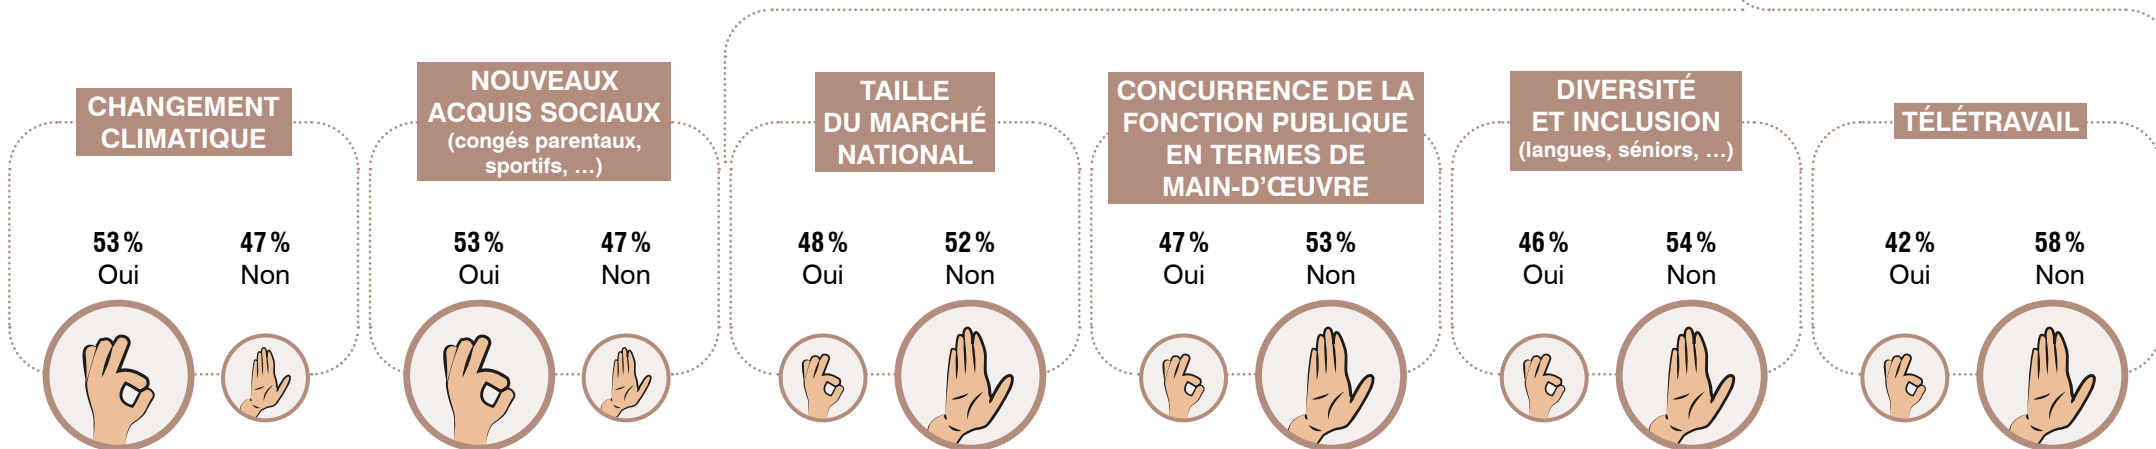 CHANGEMENT
CLIMATIQUE
53 %
Oui
47 %
Non
NOUVEAUX
ACQUIS SOCIAUX
(congés parentaux,
sportifs, ...)
53 %
Oui
47 %
Non
TAILLE
DU MARCHÉ
NATIONAL
48 %
Oui
52 %
Non
CONCURRENCE DE LA
FONCTION PUBLIQUE
EN TERMES DE
MAIN-D'ŒUVRE
47 %
Oui
53 %
Non
DIVERSITÉ
ET INCLUSION
(langues, séniors, ...)
46 %
Oui
54 %
Non
TÉLÉTRAVAIL
42 %
Oui
58 %
Non